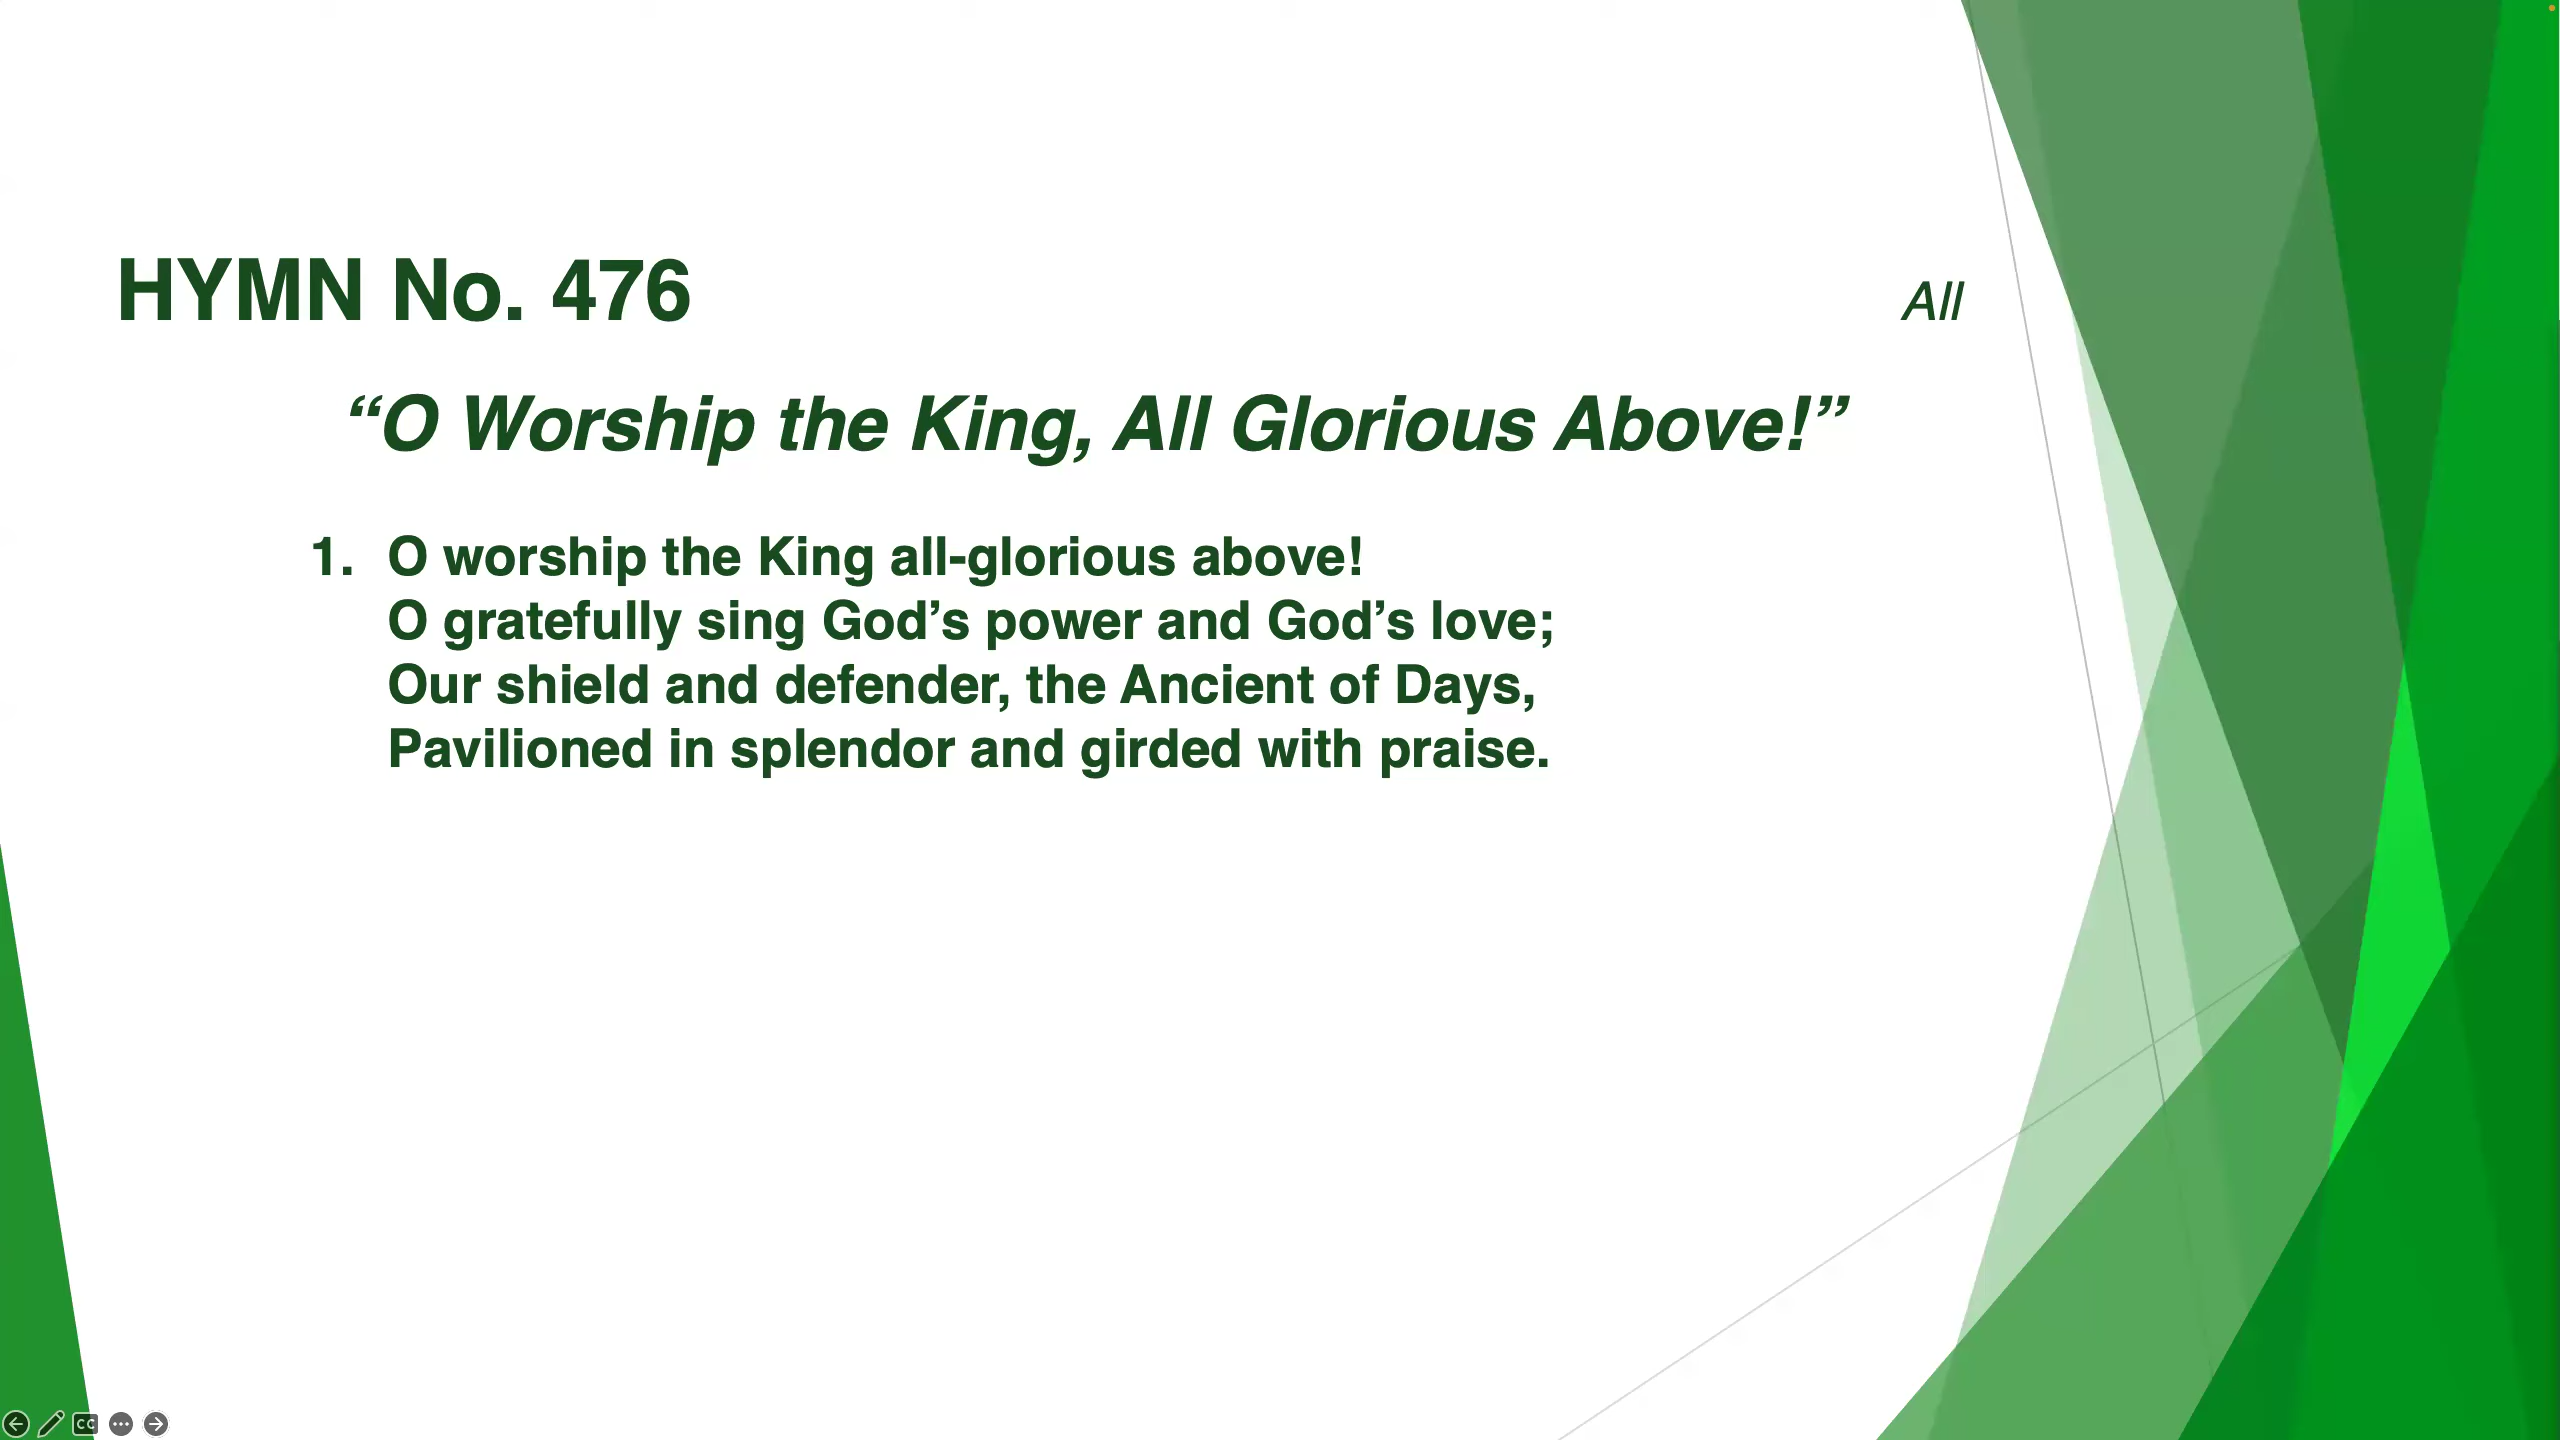 HYMN No. 476 All
“O Worship the King, All Glorious Above!”
1. O worship the King all-glorious above!
O gratefully sing God’s power and God’s love;
Our shield and defender, the Ancient of Days,
Pavilioned in splendor and girded with praise.
CC